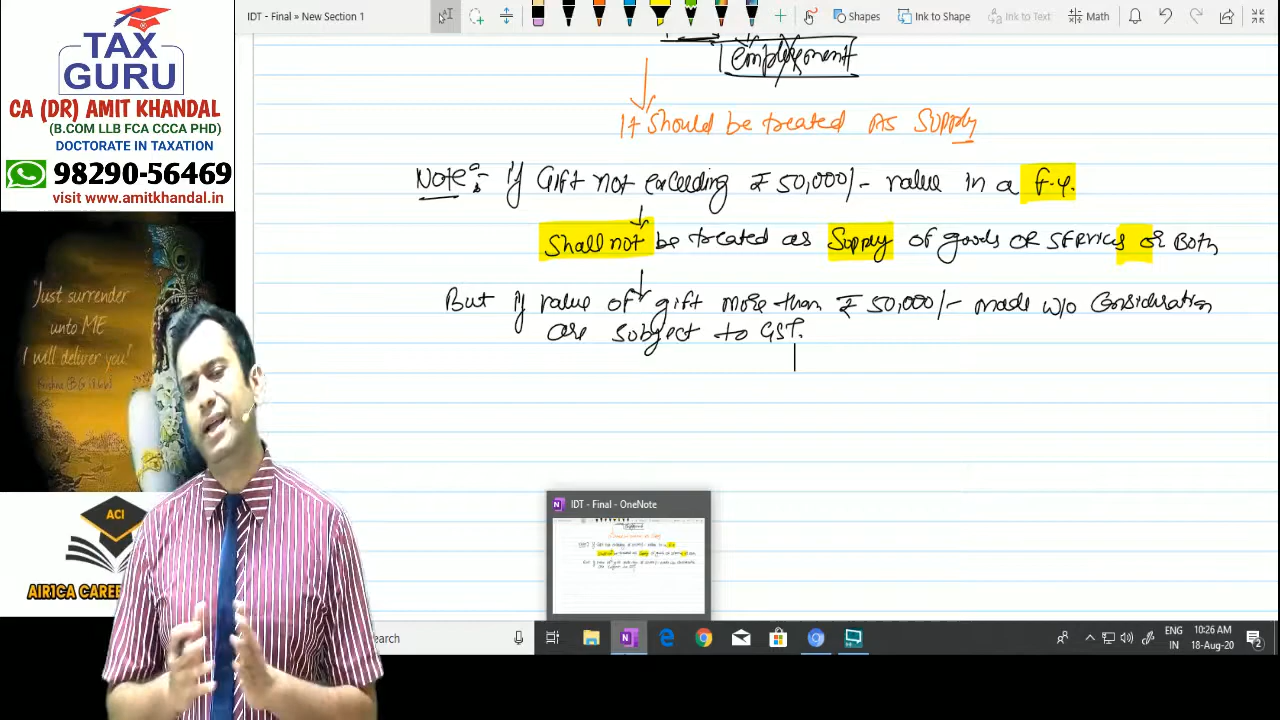 IDT - Final » New Section 1
Shapes
Ink to Shape
Ink to Text
Math
TAX
GURU
CA (DR) AMIT KHANDAL
(B.COM LLB FCA CCCA PHD)
DOCTORATE IN TAXATION
98290-56469
visit www.amitkhandal.in
employment
It should be treated As Supply
Note:- if Gift not exceeding ₹ 50,000/- value in a f.y.
Shall not be treated as Supply of goods or services or Both
But if value of gift more than ₹ 50,000/- made w/o Consideration
are subject to GST.
"Just surrender
unto ME
I will deliver you!"
ACI
AIR1CA CAREE
IDT - Final - OneNote
earch
ENG
IN
10:26 AM
18-Aug-20
2